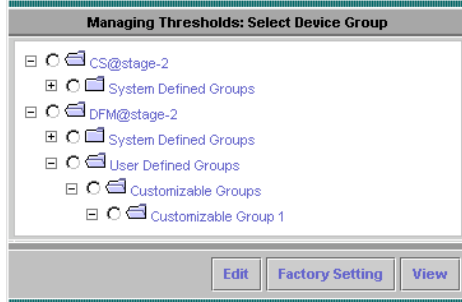 Managing Thresholds: Select Device Group
CS@stage-2
System Defined Groups
DFM@stage-2
System Defined Groups
User Defined Groups
Customizable Groups
Customizable Group 1
Edit Factory Setting View